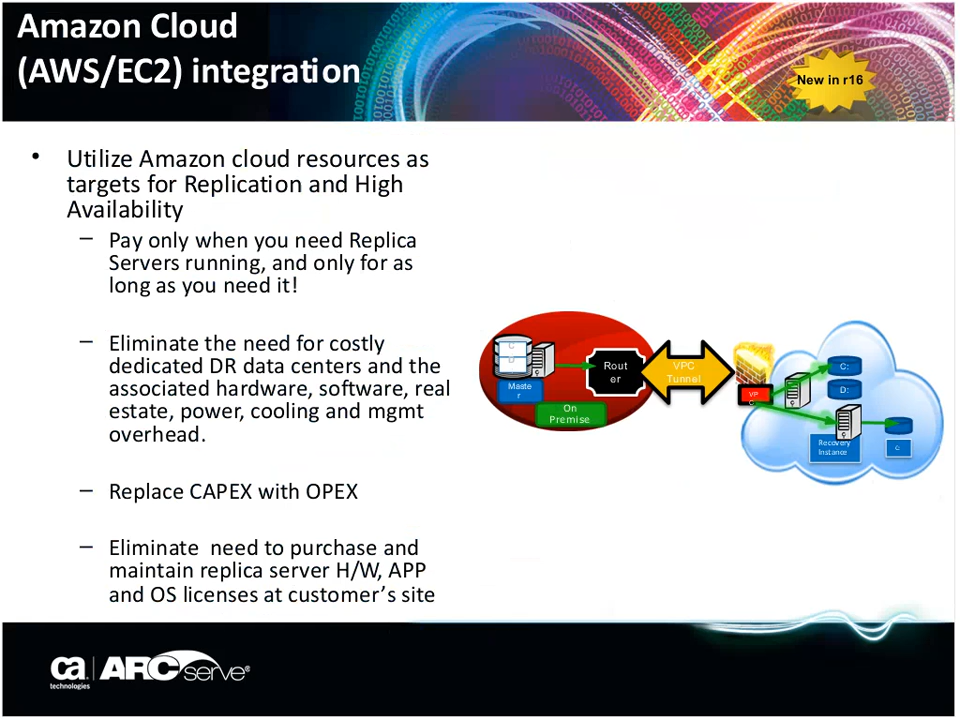 Amazon Cloud
(AWS/EC2) integration
New in r16
• Utilize Amazon cloud resources as
targets for Replication and High
Availability
– Pay only when you need Replica
Servers running, and only for as
long as you need it!
– Eliminate the need for costly
dedicated DR data centers and the
associated hardware, software, real
estate, power, cooling and mgmt
overhead.
– Replace CAPEX with OPEX
– Eliminate  need to purchase and
maintain replica server H/W, APP
and OS licenses at customer’s site
C
D
Maste
r
On
Premise
Rout
er
VPC
Tunnel
VP
C
C:
D:
Recovery
Instance
C:
ca
technologies
ARCserve®